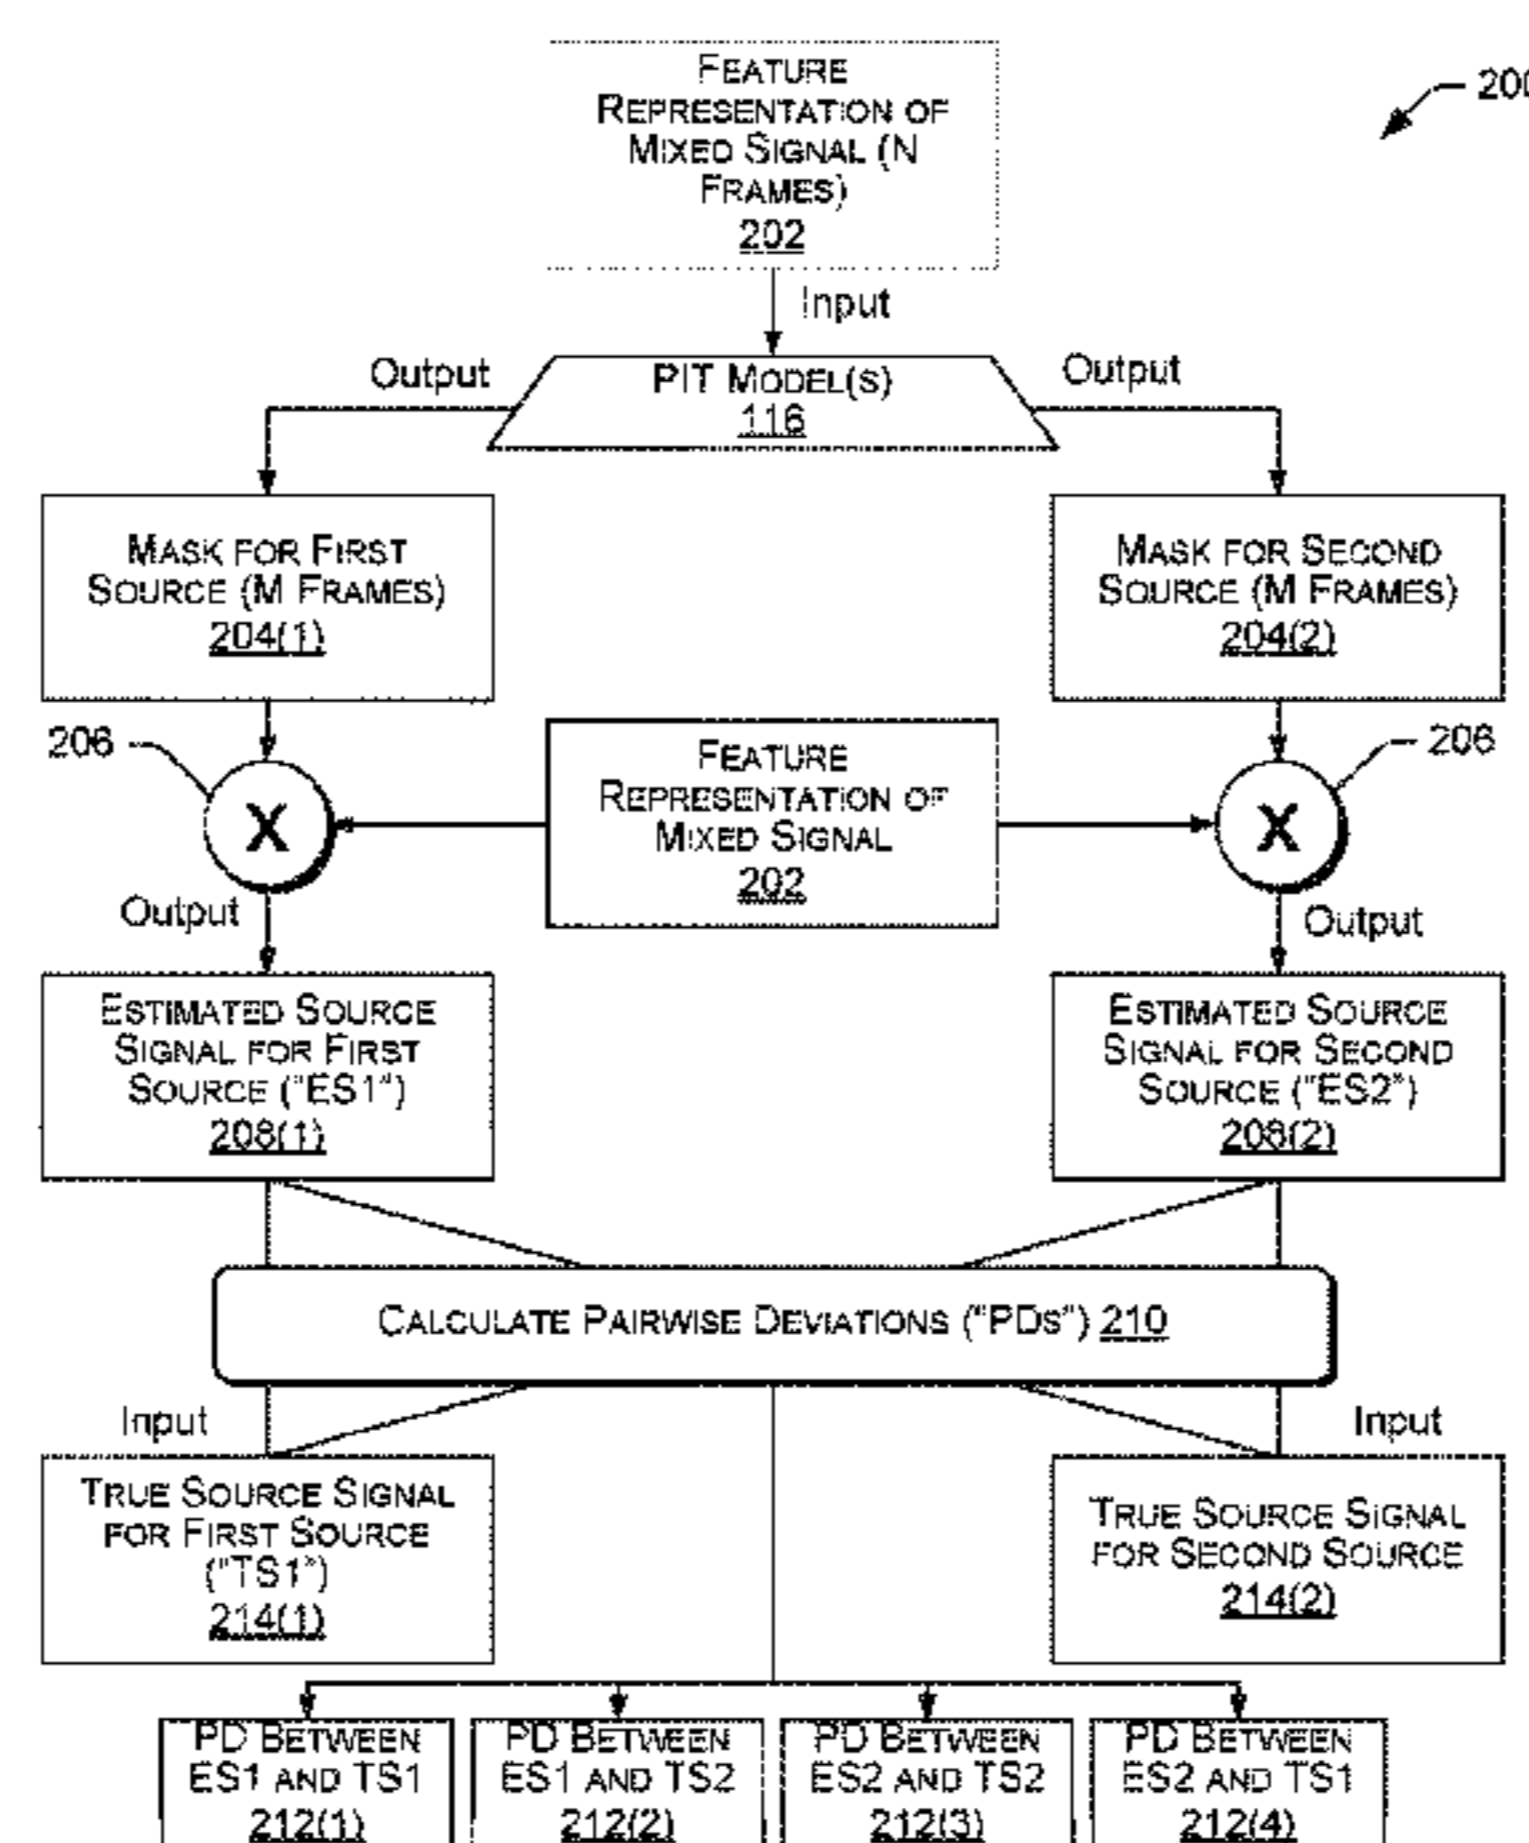 FEATURE
REPRESENTATION OF
MIXED SIGNAL (N
FRAMES)
202
Input
Output
PIT MODEL(S)
116
Output
MASK FOR FIRST
SOURCE (M FRAMES)
204(1)
MASK FOR SECOND
SOURCE (M FRAMES)
204(2)
206
X
FEATURE
REPRESENTATION OF
MIXED SIGNAL
202
206
X
Output
Output
ESTIMATED SOURCE
SIGNAL FOR FIRST
SOURCE ("ES1")
208(1)
ESTIMATED SOURCE
SIGNAL FOR SECOND
SOURCE ("ES2")
208(2)
CALCULATE PAIRWISE DEVIATIONS ("PDS") 210
Input
Input
TRUE SOURCE SIGNAL
FOR FIRST SOURCE
("TS1")
214(1)
TRUE SOURCE SIGNAL
FOR SECOND SOURCE
214(2)
PD BETWEEN
ES1 AND TS1
212(1)
PD BETWEEN
ES1 AND TS2
212(2)
PD BETWEEN
ES2 AND TS2
212(3)
PD BETWEEN
ES2 AND TS1
212(4)